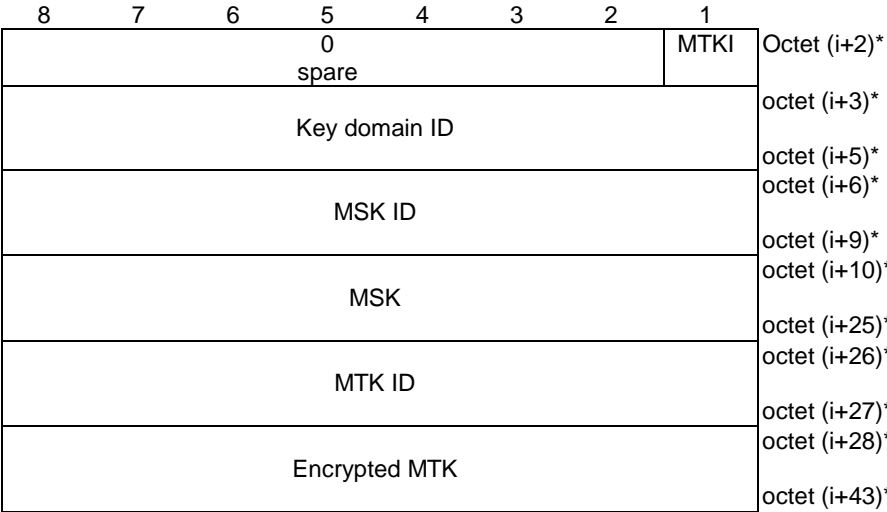 8 7 6 5 4 3 2 1
0 MTKI Octet (i+2)*
spare
octet (i+3)*
Key domain ID
octet (i+5)*
octet (i+6)*
MSK ID
octet (i+9)*
octet (i+10)*
MSK
octet (i+25)*
octet (i+26)*
MTK ID
octet (i+27)*
octet (i+28)*
Encrypted MTK
octet (i+43)*